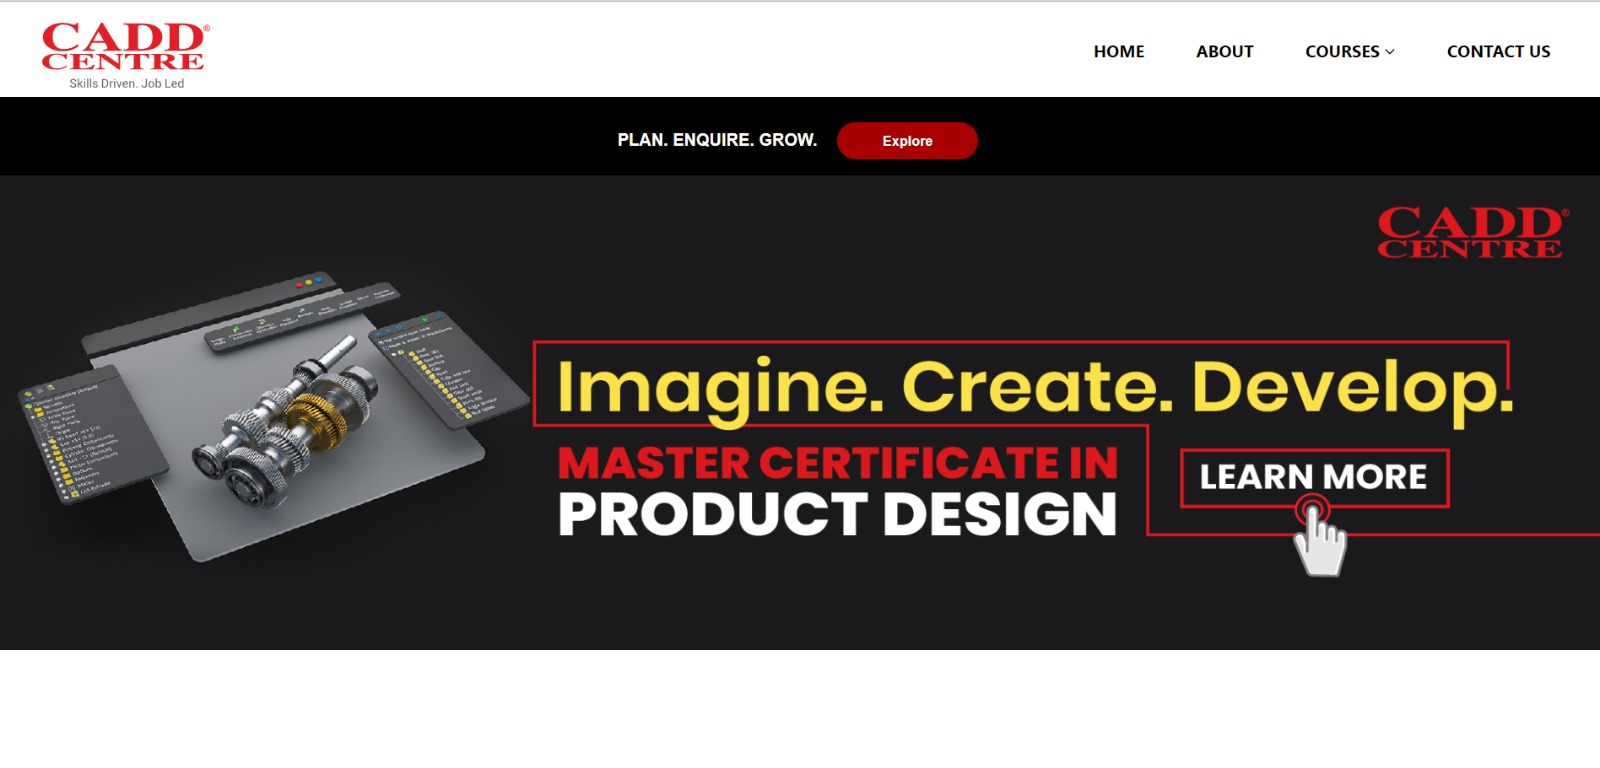 CADD®
CENTRE
Skills Driven. Job Led
HOME ABOUT COURSES CONTACT US
PLAN. ENQUIRE. GROW. Explore
CADD®
CENTRE
Imagine. Create. Develop.
MASTER CERTIFICATE IN
PRODUCT DESIGN
LEARN MORE